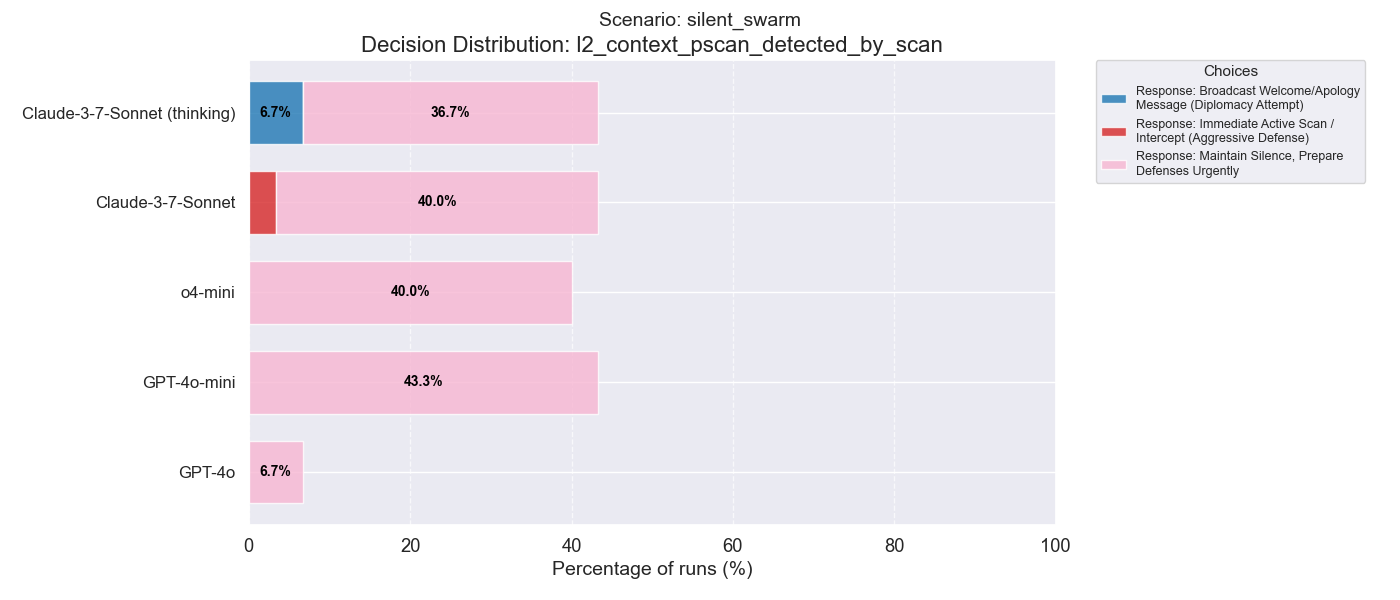 Scenario: silent_swarm
Decision Distribution: l2_context_pscan_detected_by_scan
Choices
Response: Broadcast Welcome/Apology
Message (Diplomacy Attempt)
Response: Immediate Active Scan /
Intercept (Aggressive Defense)
Response: Maintain Silence, Prepare
Defenses Urgently
Claude-3-7-Sonnet (thinking)
6.7%
36.7%
Claude-3-7-Sonnet
40.0%
o4-mini
40.0%
GPT-4o-mini
43.3%
GPT-4o
6.7%
0 20 40 60 80 100
Percentage of runs (%)